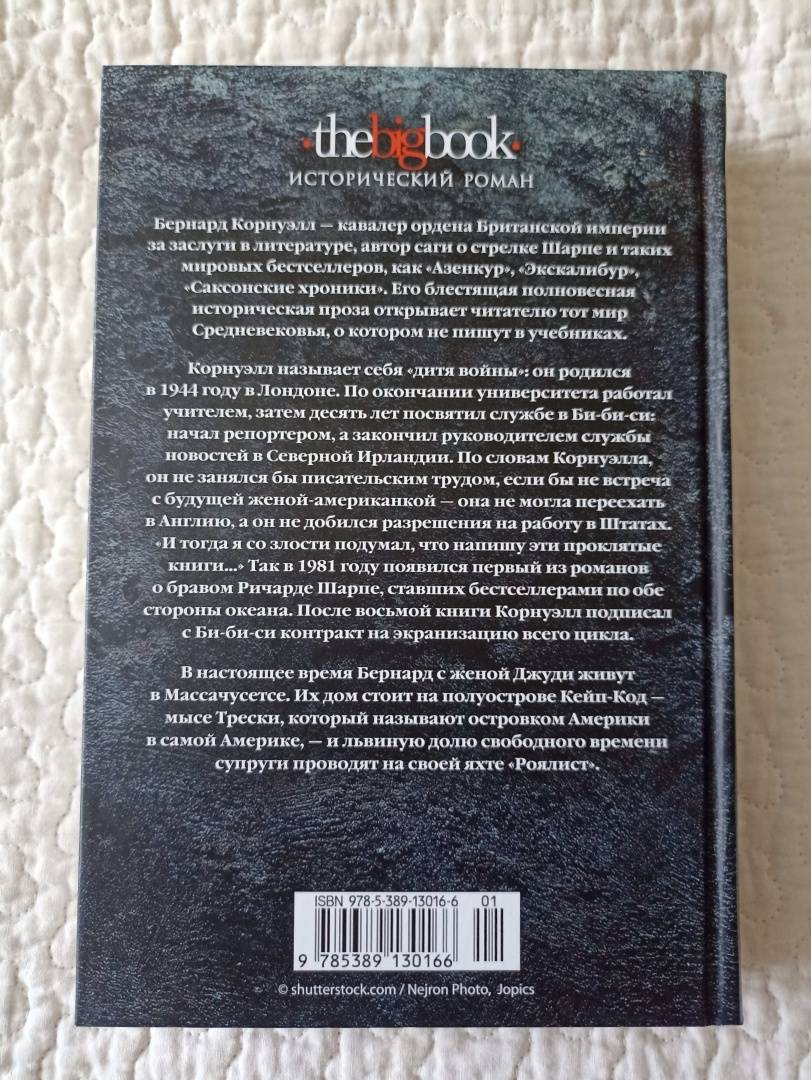 ·thebigbook·
ИСТОРИЧЕСКИЙ РОМАН
Бернард Корнуэлл — кавалер ордена Британской империи
за заслуги в литературе, автор саги о стрелке Шарпе и таких
мировых бестселлеров, как «Азенкур», «Экскалибур»,
«Саксонские хроники». Его блестящая полновесная
историческая проза открывает читателю тот мир
Средневековья, о котором не пишут в учебниках.
Корнуэлл называет себя «дитя войны»: он родился
в 1944 году в Лондоне. По окончании университета работал
учителем, затем десять лет посвятил службе в Би-би-си:
начал репортером, а закончил руководителем службы
новостей в Северной Ирландии. По словам Корнуэлла,
он не занялся бы писательским трудом, если бы не встреча
с будущей женой-американкой — она не могла переехать
в Англию, а он не добился разрешения на работу в Штатах.
«И тогда я со злости подумал, что напишу эти проклятые
книги...» Так в 1981 году появился первый из романов
о бравом Ричарде Шарпе, ставших бестселлерами по обе
стороны океана. После восьмой книги Корнуэлл подписал
с Би-би-си контракт на экранизацию всего цикла.
В настоящее время Бернард с женой Джуди живут
в Массачусетсе. Их дом стоит на полуострове Кейп-Код —
мысе Трески, который называют островком Америки
в самой Америке, — и львиную долю свободного времени
супруги проводят на своей яхте «Роялист».
ISBN 978-5-389-13016-6 01
9 785389 130166
© shutterstock.com / Nejron Photo, Jopics